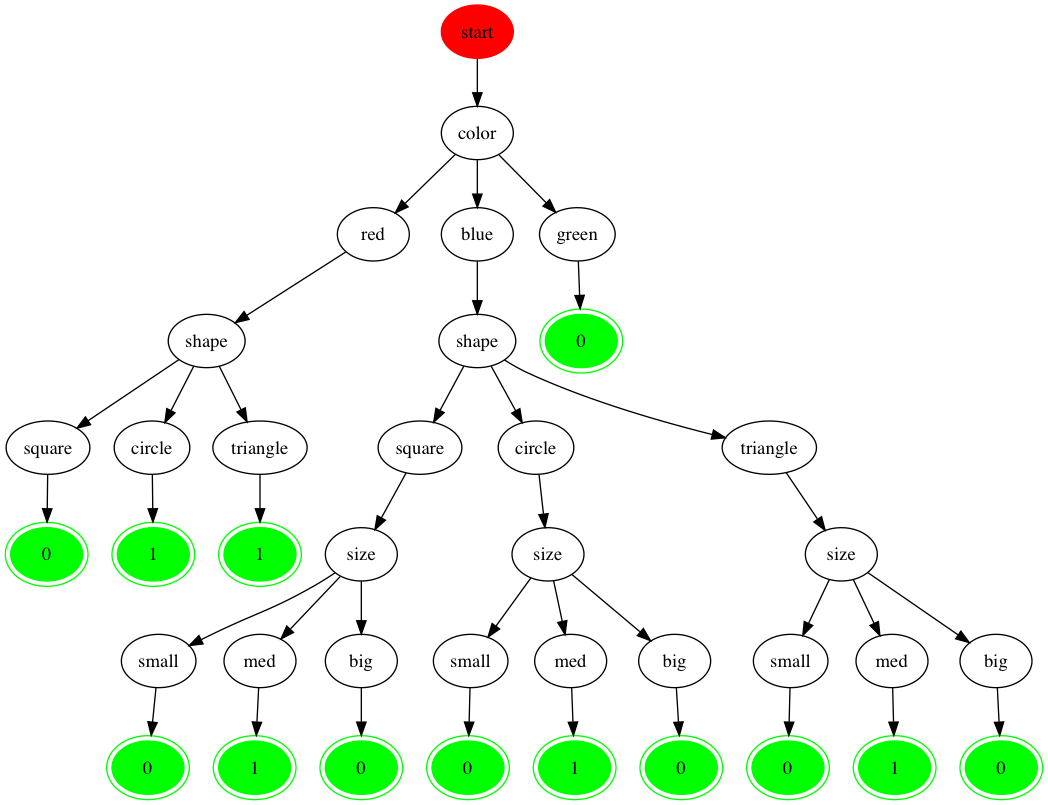 start
color
red
blue
green
shape
shape
0
square
circle
triangle
square
circle
triangle
0
1
1
size
size
size
small
med
big
small
med
big
small
med
big
0
1
0
0
1
0
0
1
0